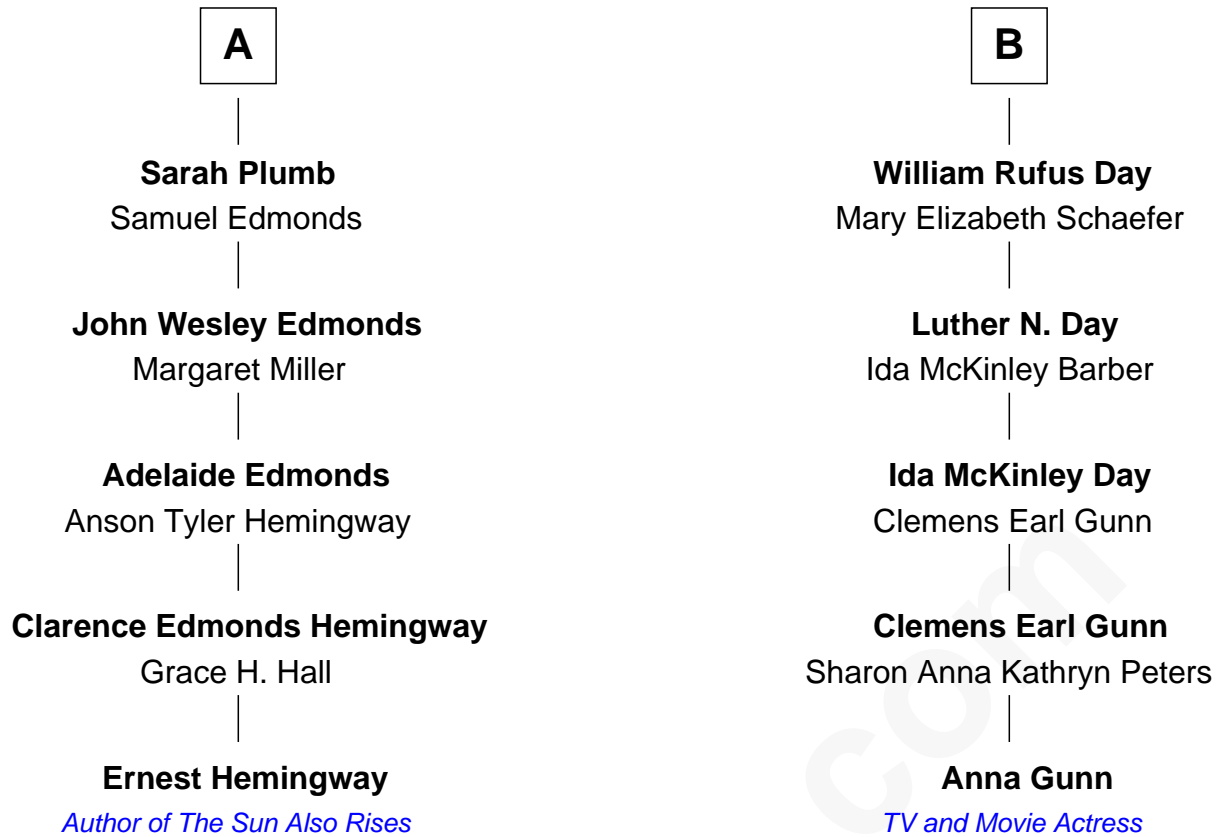 A
Sarah Plumb
Samuel Edmonds
John Wesley Edmonds
Margaret Miller
Adelaide Edmonds
Anson Tyler Hemingway
Clarence Edmonds Hemingway
Grace H. Hall
Ernest Hemingway
Author of The Sun Also Rises
B
William Rufus Day
Mary Elizabeth Schaefer
Luther N. Day
Ida McKinley Barber
Ida McKinley Day
Clemens Earl Gunn
Clemens Earl Gunn
Sharon Anna Kathryn Peters
Anna Gunn
TV and Movie Actress
com